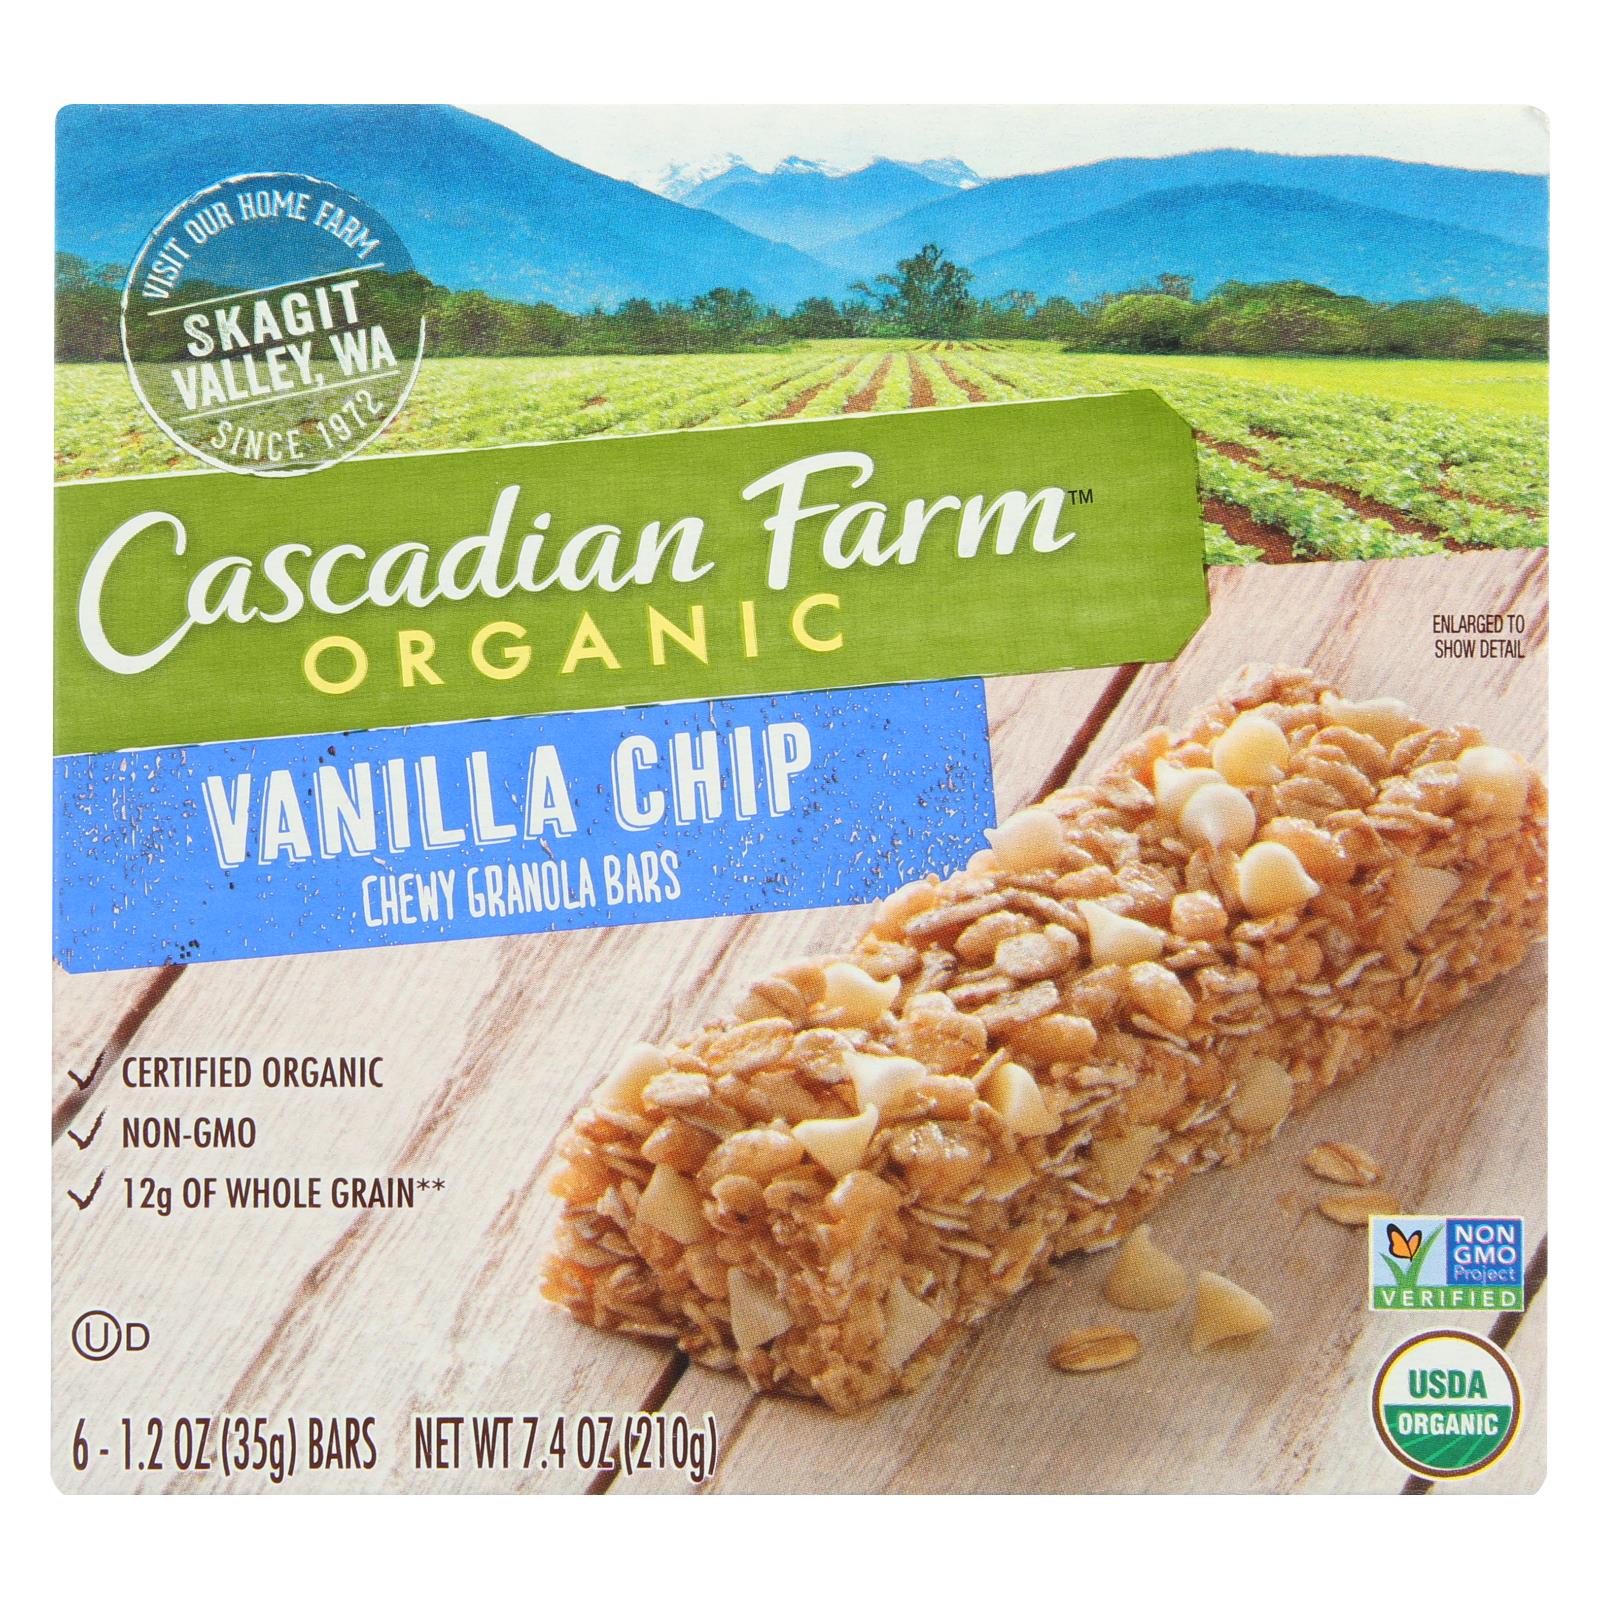 VISIT OUR HOME FARM
SKAGIT
VALLEY, WA
SINCE 1972
Cascadian Farm™
ORGANIC
VANILLA CHIP
CHEWY GRANOLA BARS
ENLARGED TO
SHOW DETAIL
CERTIFIED ORGANIC
NON-GMO
12g OF WHOLE GRAIN**
NON
GMO
Project
VERIFIED
U D
USDA
ORGANIC
6 - 1.2 OZ (35g) BARS NET WT 7.4 OZ (210g)